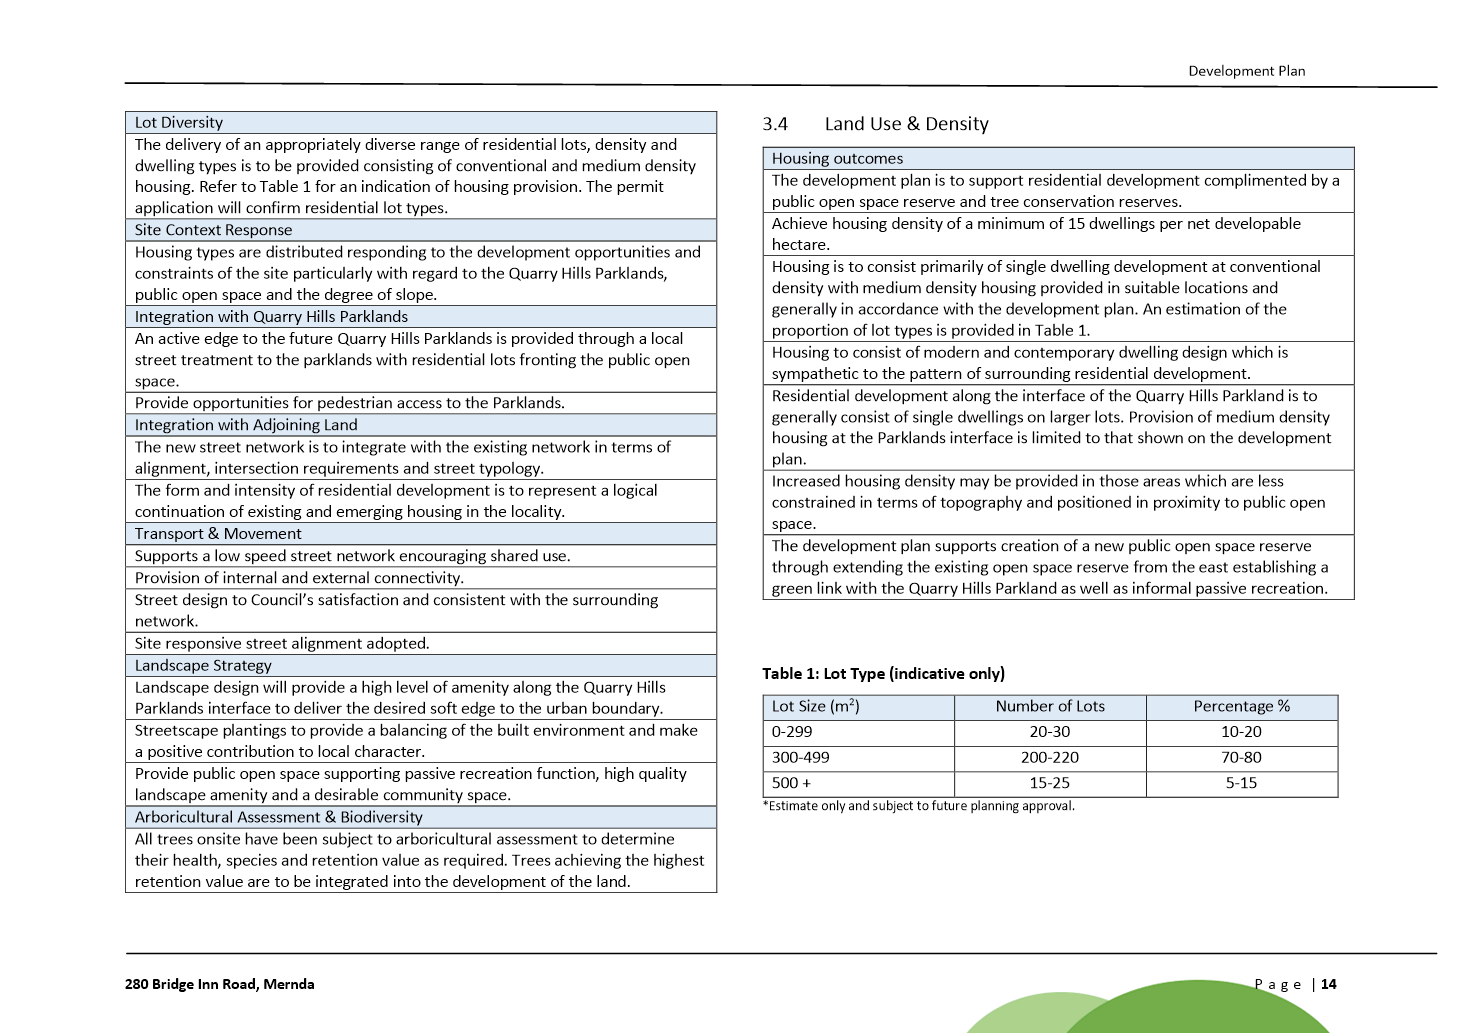 Development Plan
Lot Diversity
The delivery of an appropriately diverse range of residential lots, density and
dwelling types is to be provided consisting of conventional and medium density
housing. Refer to Table 1 for an indication of housing provision. The permit
application will confirm residential lot types.
Site Context Response
Housing types are distributed responding to the development opportunities and
constraints of the site particularly with regard to the Quarry Hills Parklands,
public open space and the degree of slope.
Integration with Quarry Hills Parklands
An active edge to the future Quarry Hills Parklands is provided through a local
street treatment to the parklands with residential lots fronting the public open
space.
Provide opportunities for pedestrian access to the Parklands.
Integration with Adjoining Land
The new street network is to integrate with the existing network in terms of
alignment, intersection requirements and street typology.
The form and intensity of residential development is to represent a logical
continuation of existing and emerging housing in the locality.
Transport & Movement
Supports a low speed street network encouraging shared use.
Provision of internal and external connectivity.
Street design to Council’s satisfaction and consistent with the surrounding
network.
Site responsive street alignment adopted.
Landscape Strategy
Landscape design will provide a high level of amenity along the Quarry Hills
Parklands interface to deliver the desired soft edge to the urban boundary.
Streetscape plantings to provide a balancing of the built environment and make
a positive contribution to local character.
Provide public open space supporting passive recreation function, high quality
landscape amenity and a desirable community space.
Arboricultural Assessment & Biodiversity
All trees onsite have been subject to arboricultural assessment to determine
their health, species and retention value as required. Trees achieving the highest
retention value are to be integrated into the development of the land.
3.4 Land Use & Density
Housing outcomes
The development plan is to support residential development complimented by a
public open space reserve and tree conservation reserves.
Achieve housing density of a minimum of 15 dwellings per net developable
hectare.
Housing is to consist primarily of single dwelling development at conventional
density with medium density housing provided in suitable locations and
generally in accordance with the development plan. An estimation of the
proportion of lot types is provided in Table 1.
Housing to consist of modern and contemporary dwelling design which is
sympathetic to the pattern of surrounding residential development.
Residential development along the interface of the Quarry Hills Parkland is to
generally consist of single dwellings on larger lots. Provision of medium density
housing at the Parklands interface is limited to that shown on the development
plan.
Increased housing density may be provided in those areas which are less
constrained in terms of topography and positioned in proximity to public open
space.
The development plan supports creation of a new public open space reserve
through extending the existing open space reserve from the east establishing a
green link with the Quarry Hills Parkland as well as informal passive recreation.
Table 1: Lot Type (indicative only)
Lot Size (m²) Number of Lots Percentage %
0-299 20-30 10-20
300-499 200-220 70-80
500 + 15-25 5-15
*Estimate only and subject to future planning approval.
280 Bridge Inn Road, Mernda
Page | 14